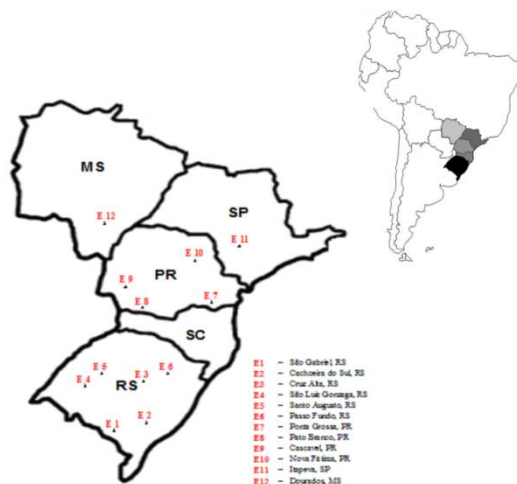 MS
E 12
SP
E 11
E 10
PR
E 9
E 8
E 7
SC
E 5
E 6
E 4
E 3
RS
E 2
E 1
E1 – São Gabriel, RS
E2 – Cachoeira do Sul, RS
E3 – Cruz Alta, RS
E4 – São Luiz Gonzaga, RS
E5 – Santo Augusto, RS
E6 – Passo Fundo, RS
E7 – Ponta Grossa, PR
E8 – Pato Branco, PR
E9 – Cascavel, PR
E10 – Nova Fátima, PR
E11 – Itapeva, SP
E12 – Dourados, MS